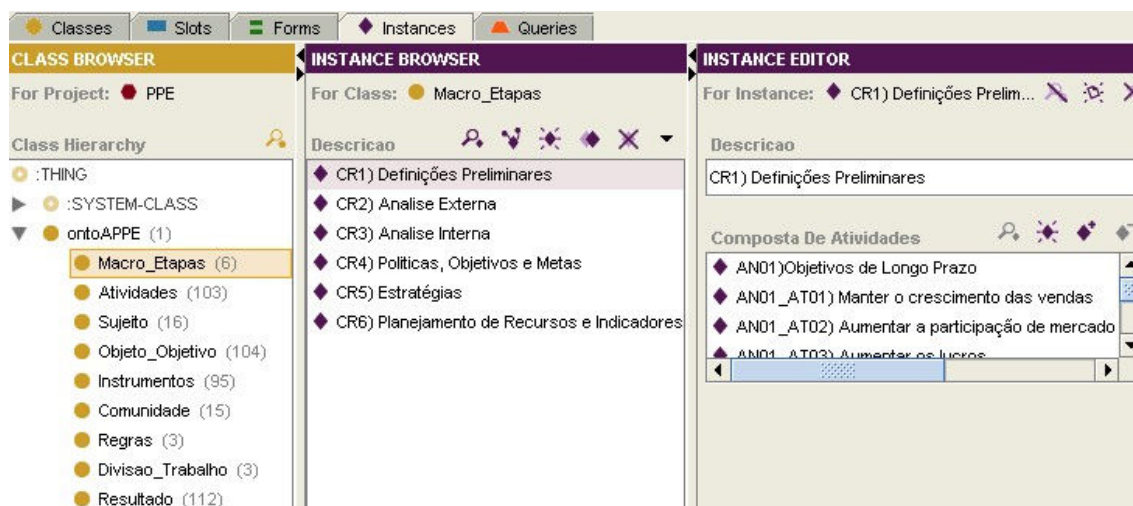 Classes Slots Forms Instances Queries
CLASS BROWSER
For Project: PPE
Class Hierarchy
:THING
:SYSTEM-CLASS
ontoAPPE (1)
Macro_Etapas (6)
Atividades (103)
Sujeito (16)
Objeto_Objetivo (104)
Instrumentos (95)
Comunidade (15)
Regras (3)
Divisao_Trabalho (3)
Resultado (112)
INSTANCE BROWSER
For Class: Macro_Etapas
Descricao
CR1) Definições Preliminares
CR2) Analise Externa
CR3) Analise Interna
CR4) Politicas, Objetivos e Metas
CR5) Estratégias
CR6) Planejamento de Recursos e Indicadores
INSTANCE EDITOR
For Instance: CR1) Definições Prelim...
Descricao
CR1) Definições Preliminares
Composta De Atividades
AN01)Objetivos de Longo Prazo
AN01_AT01) Manter o crescimento das vendas
AN01_AT02) Aumentar a participação de mercado
AN01_AT03) Aumentar os lucros